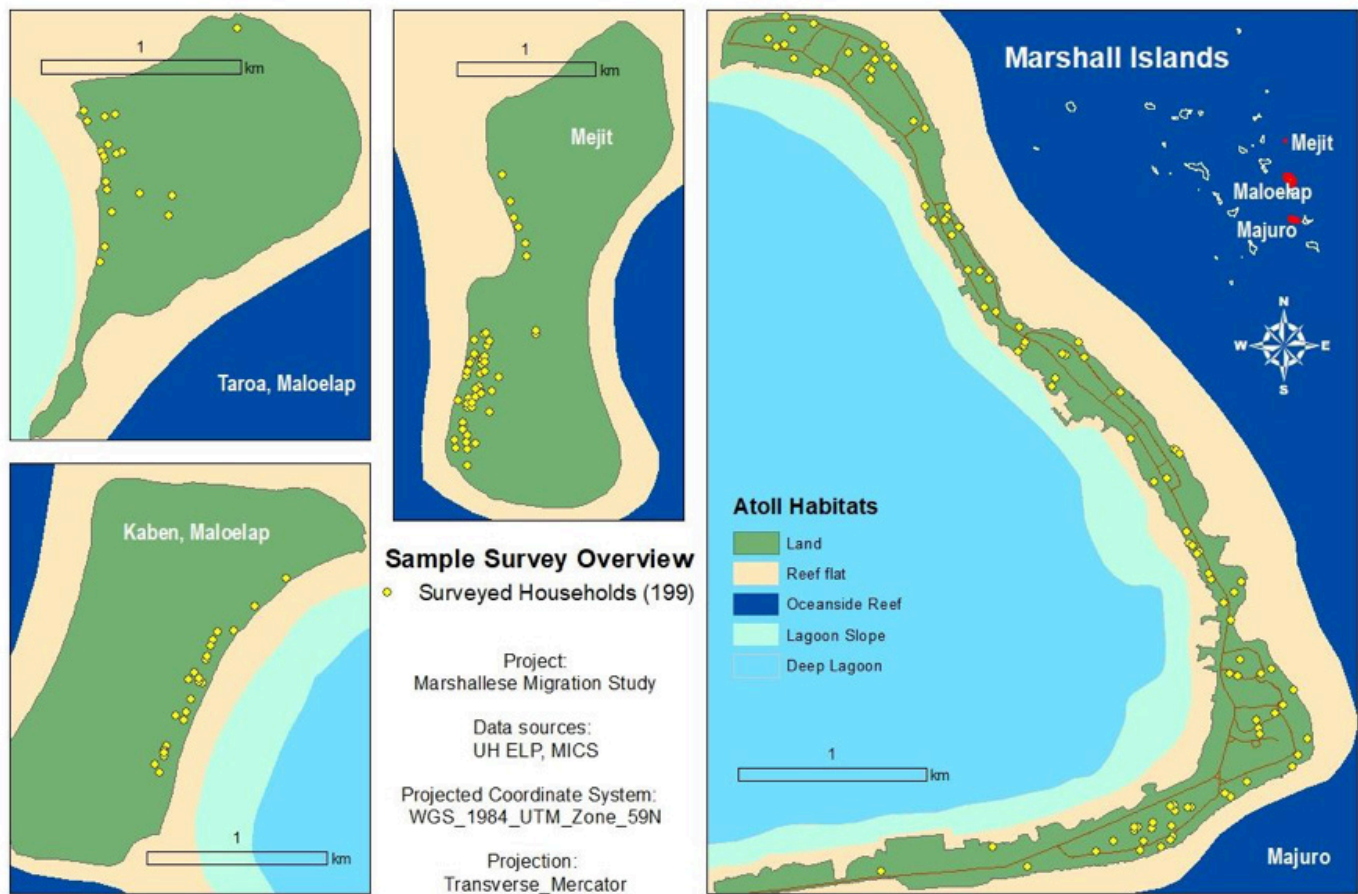 1
km
Taroa, Maloelap
1
km
Mejit
Marshall Islands
Mejit
Maloelap
Majuro
N
W
E
S
Kaben, Maloelap
1
km
Sample Survey Overview
Surveyed Households (199)
Project:
Marshallese Migration Study
Data sources:
UH ELP, MICS
Projected Coordinate System:
WGS_1984_UTM_Zone_59N
Projection:
Transverse_Mercator
Atoll Habitats
Land
Reef flat
Oceanside Reef
Lagoon Slope
Deep Lagoon
1
km
Majuro